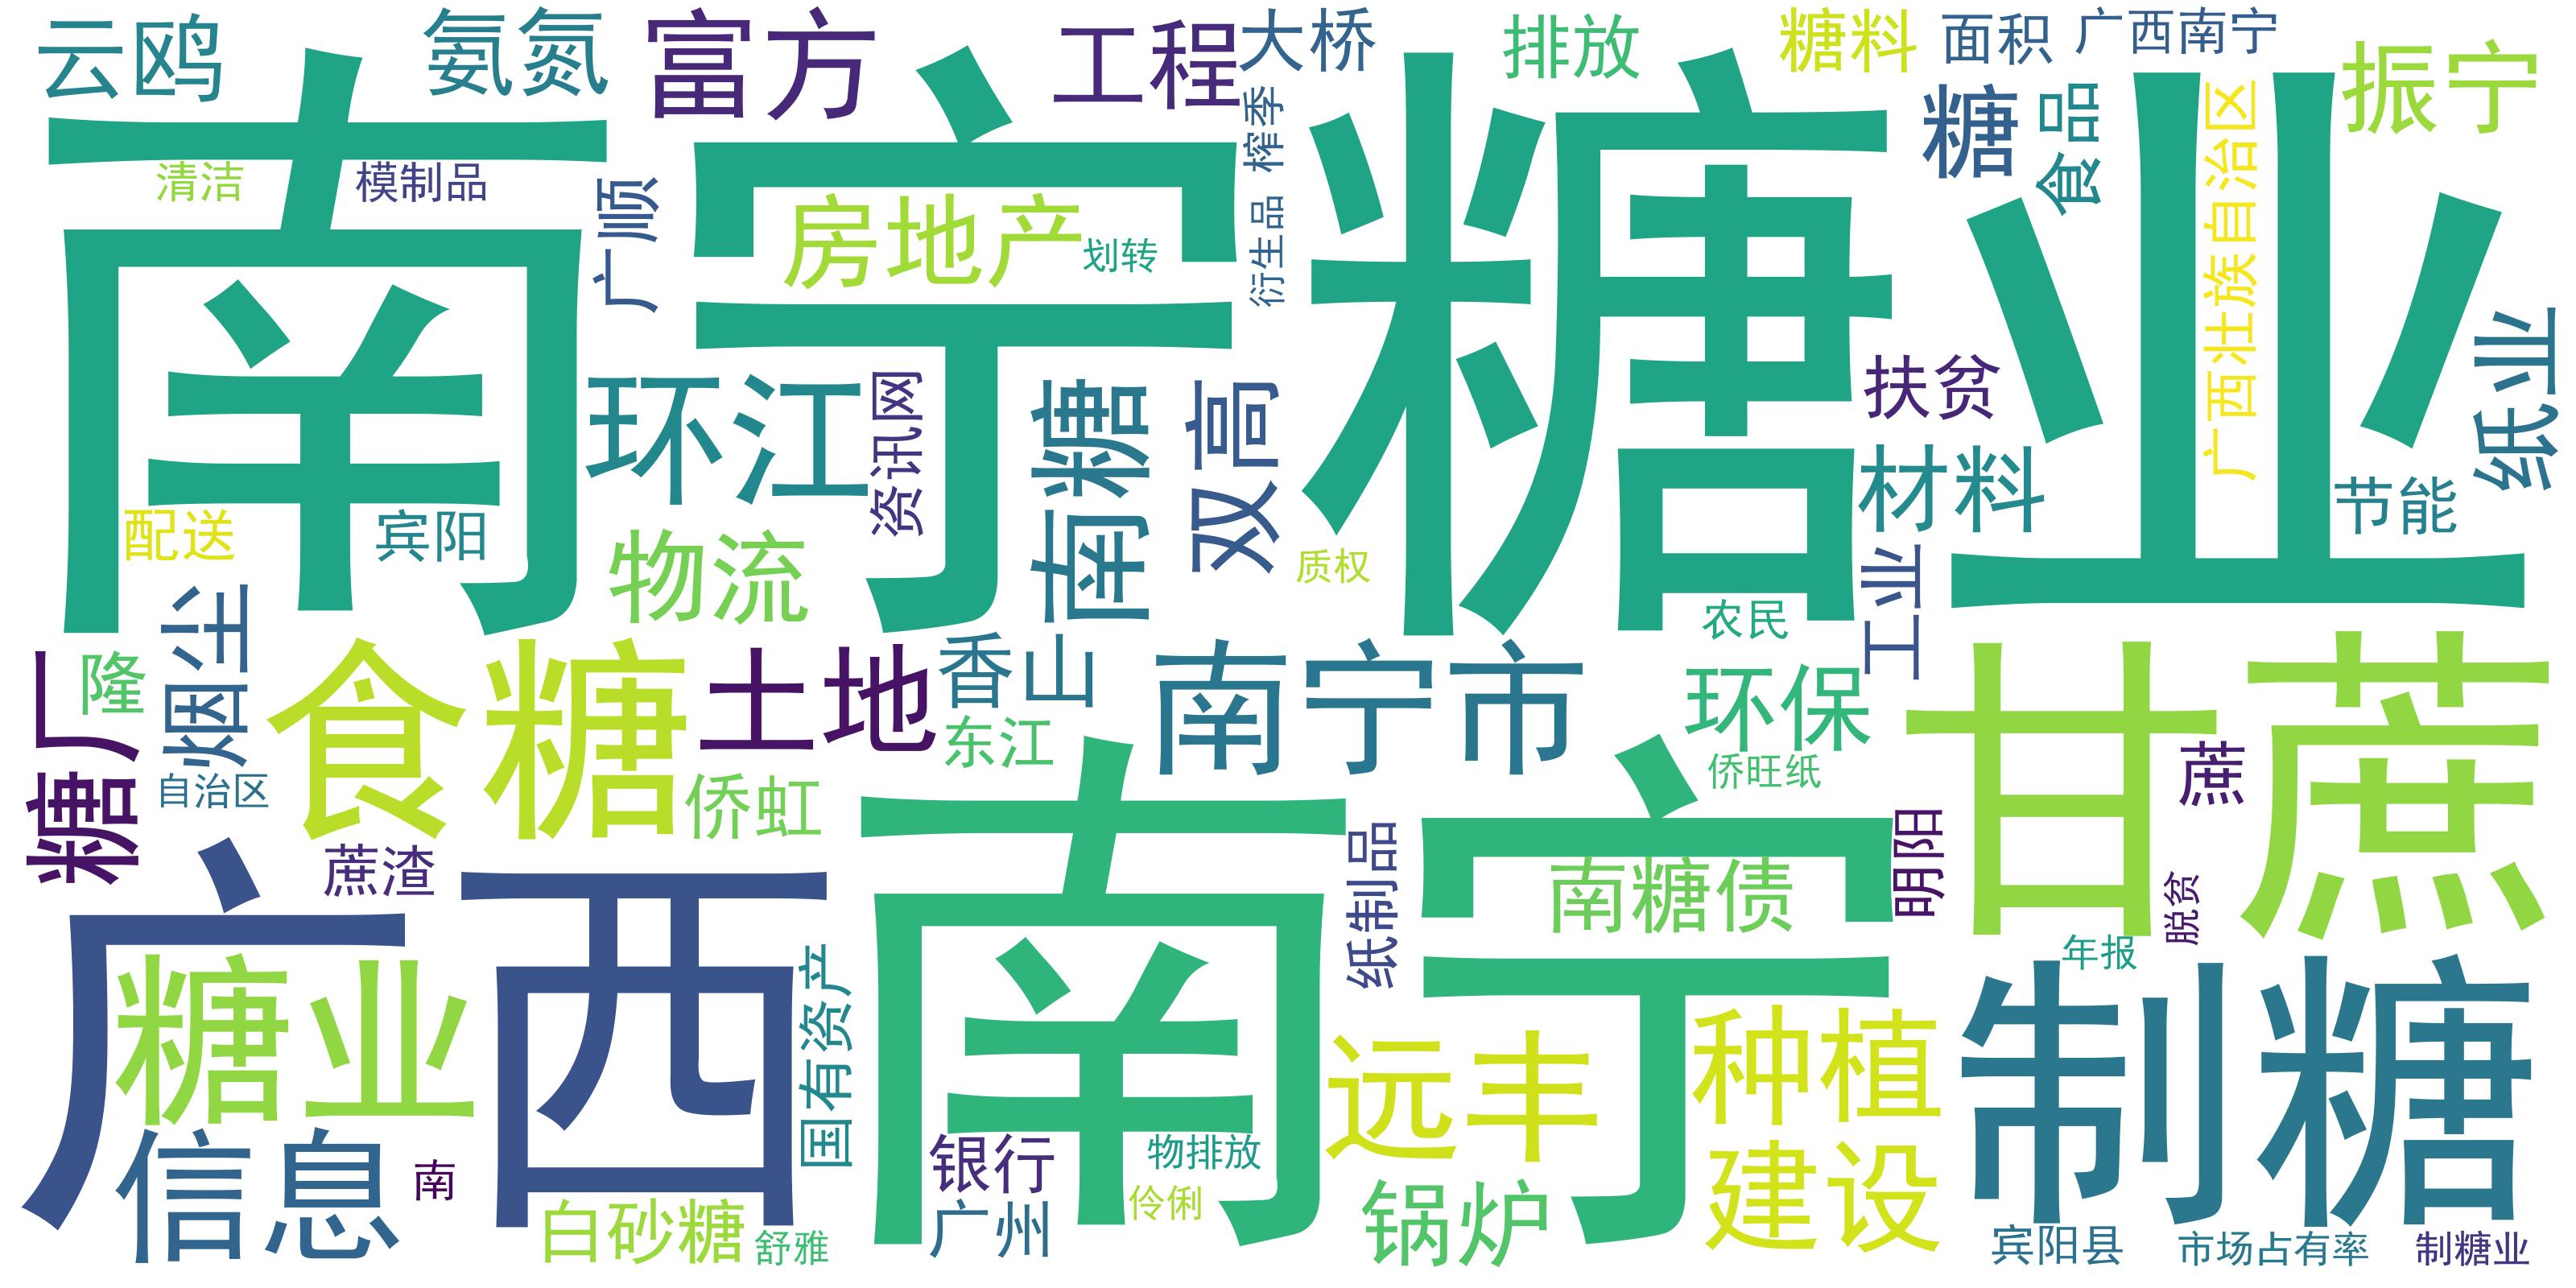 南宁糖业
云鸥
氨氮
富方
工程
大桥
排放
糖料
面积
广西南宁
振宁
清洁
模制品
广顺
房地产
划转
榨季
衍生品
糖
食品
广西壮族自治区
纸业
环江
资讯网
南糖
双高
扶贫
材料
节能
配送
宾阳
物流
质权
农民
工业
烟尘
隆
糖厂
食糖
土地
香山
东江
南宁市
环保
甘蔗
蔗
自治区
侨虹
侨旺纸
蔗渣
广西
南宁
纸制品
南糖债
明阳
脱贫
年报
糖业
国有资产
制糖
远丰
种植
信息
南
银行
物排放
伶俐
建设
白砂糖
舒雅
广州
锅炉
宾阳县
市场占有率
制糖业